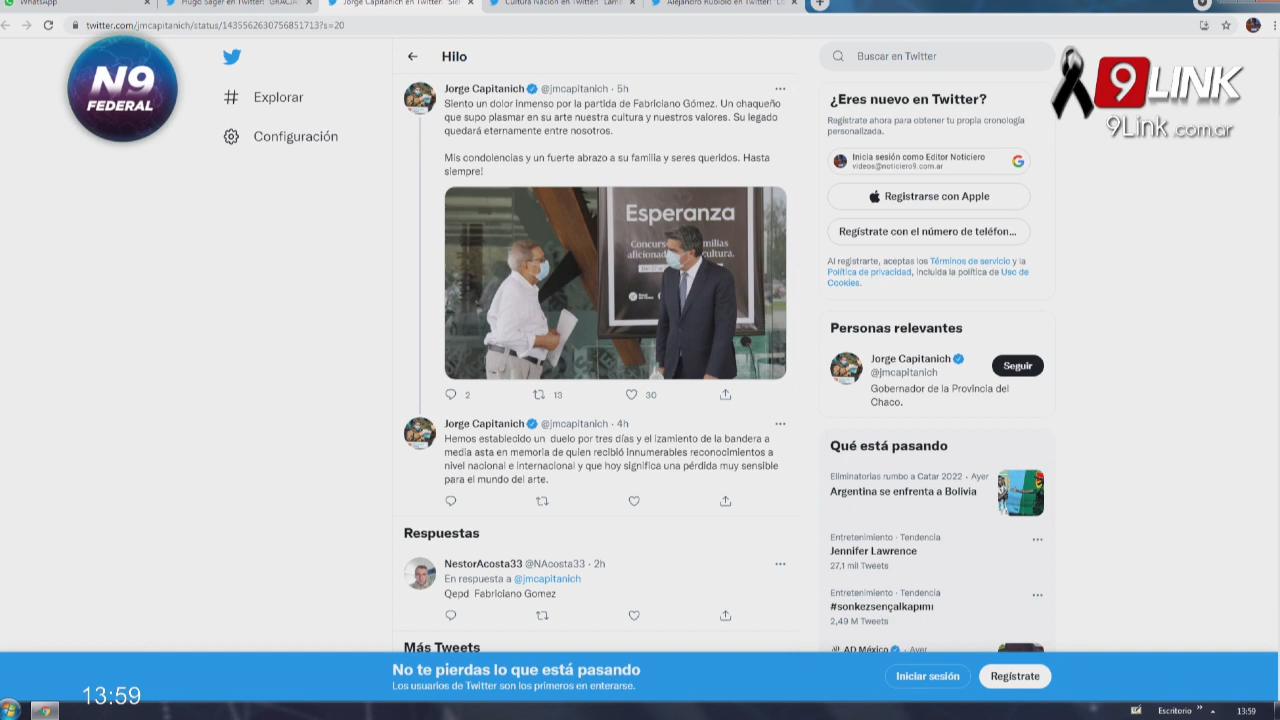 WhatsApp
Hugo Sager en Twitter: "GRACIA
Jorge Capitanich en Twitter: "Sie
Cultura Nación en Twitter: "Lam
Alejandro Rubiolo en Twitter: "Lo
twitter.com/jmcapitanich/status/1435562630756851713?s=20
N9
FEDERAL
Explorar
Configuración
Hilo
Jorge Capitanich @jmcapitanich · 5h
Siento un dolor inmenso por la partida de Fabriciano Gómez. Un chaqueño
que supo plasmar en su arte nuestra cultura y nuestros valores. Su legado
quedará eternamente entre nosotros.
Mis condolencias y un fuerte abrazo a su familia y seres queridos. Hasta
siempre!
Esperanza
2
13
30
Jorge Capitanich @jmcapitanich · 4h
Hemos establecido un duelo por tres días y el izamiento de la bandera a
media asta en memoria de quien recibió innumerables reconocimientos a
nivel nacional e internacional y que hoy significa una pérdida muy sensible
para el mundo del arte.
Respuestas
NestorAcosta33 @NAcosta33 · 2h
En respuesta a @jmcapitanich
Qepd Fabriciano Gomez
Más Tweets
Buscar en Twitter
9 LINK
9Link.com.ar
¿Eres nuevo en Twitter?
Regístrate ahora para obtener tu propia cronología
personalizada.
Inicia sesión como Editor Noticiero
videos@noticiero9.com.ar
Registrarse con Apple
Regístrate con el número de teléfon...
Al registrarte, aceptas los Términos de servicio y la
Política de privacidad, incluida la política de Uso de
Cookies.
Personas relevantes
Jorge Capitanich
@jmcapitanich
Seguir
Gobernador de la Provincia del
Chaco.
Qué está pasando
Eliminatorias rumbo a Catar 2022 · Ayer
Argentina se enfrenta a Bolivia
Entretenimiento · Tendencia
Jennifer Lawrence
27,1 mil Tweets
Entretenimiento · Tendencia
#sonkezsençalkapımı
2,49 M Tweets
AD México · Ayer
No te pierdas lo que está pasando
Los usuarios de Twitter son los primeros en enterarse.
Iniciar sesión
Regístrate
13:59
Escritorio
13:59